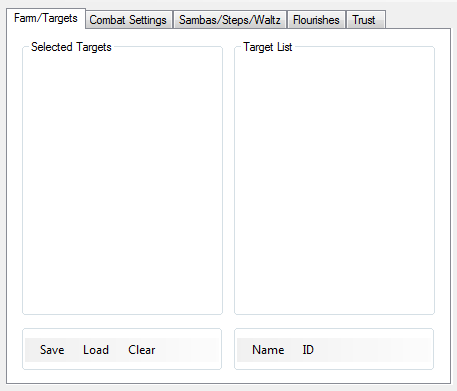 Farm/Targets Combat Settings Sambas/Steps/Waltz Flourishes Trust
Selected Targets Target List
Save Load Clear Name ID